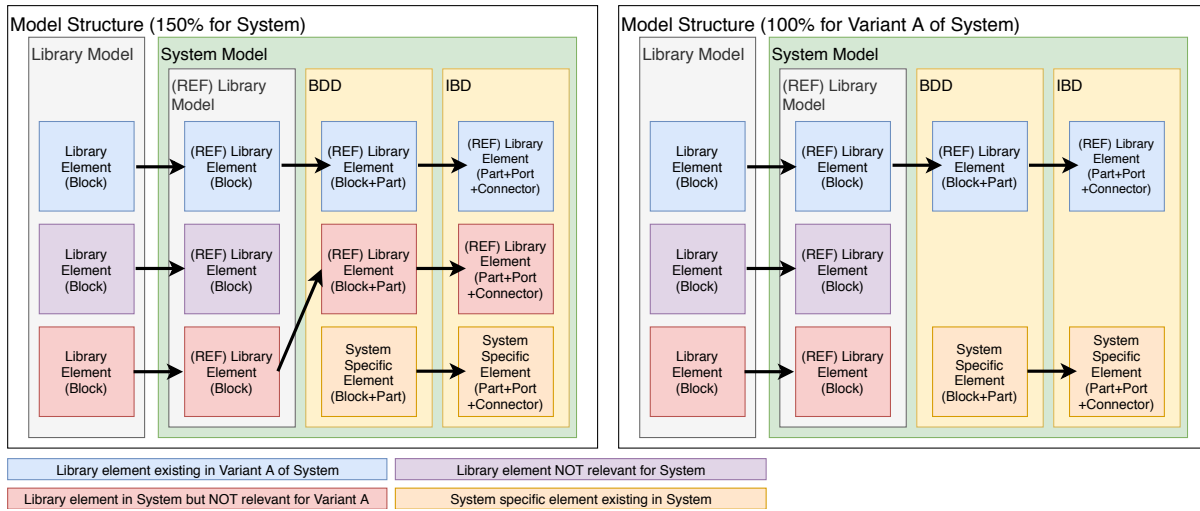 Model Structure (150% for System)
Library Model
System Model
(REF) Library
Model
BDD
IBD
Library
Element
(Block)
(REF) Library
Element
(Block)
(REF) Library
Element
(Block+Part)
(REF) Library
Element
(Part+Port
+Connector)
Library
Element
(Block)
(REF) Library
Element
(Block)
(REF) Library
Element
(Block+Part)
(REF) Library
Element
(Part+Port
+Connector)
Library
Element
(Block)
(REF) Library
Element
(Block)
System
Specific
Element
(Block+Part)
System
Specific
Element
(Part+Port
+Connector)
Model Structure (100% for Variant A of System)
Library Model
System Model
(REF) Library
Model
BDD
IBD
Library
Element
(Block)
(REF) Library
Element
(Block)
(REF) Library
Element
(Block+Part)
(REF) Library
Element
(Part+Port
+Connector)
Library
Element
(Block)
(REF) Library
Element
(Block)
Library
Element
(Block)
(REF) Library
Element
(Block)
System
Specific
Element
(Block+Part)
System
Specific
Element
(Part+Port
+Connector)
Library element existing in Variant A of System
Library element NOT relevant for System
Library element in System but NOT relevant for Variant A
System specific element existing in System